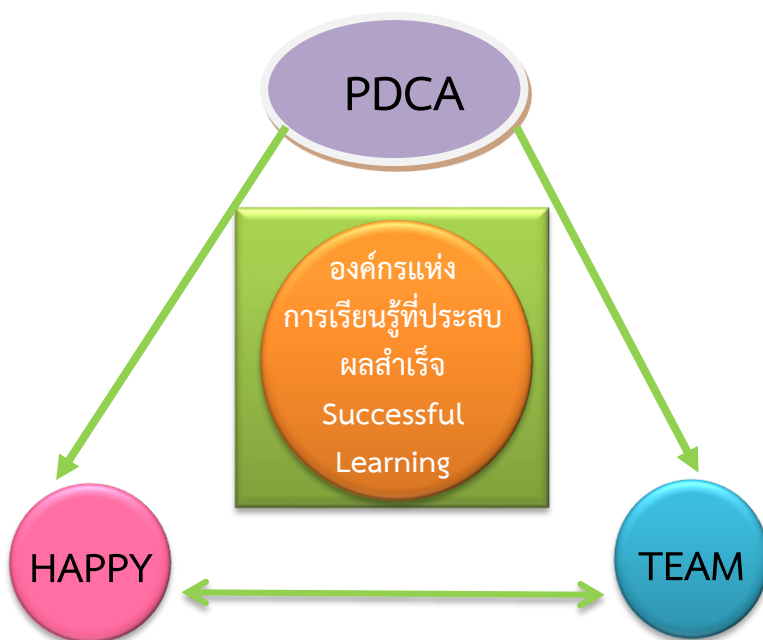 PDCA
องค์กรแห่ง
การเรียนรู้ที่ประสบ
ผลสำเร็จ
Successful
Learning
HAPPY
TEAM